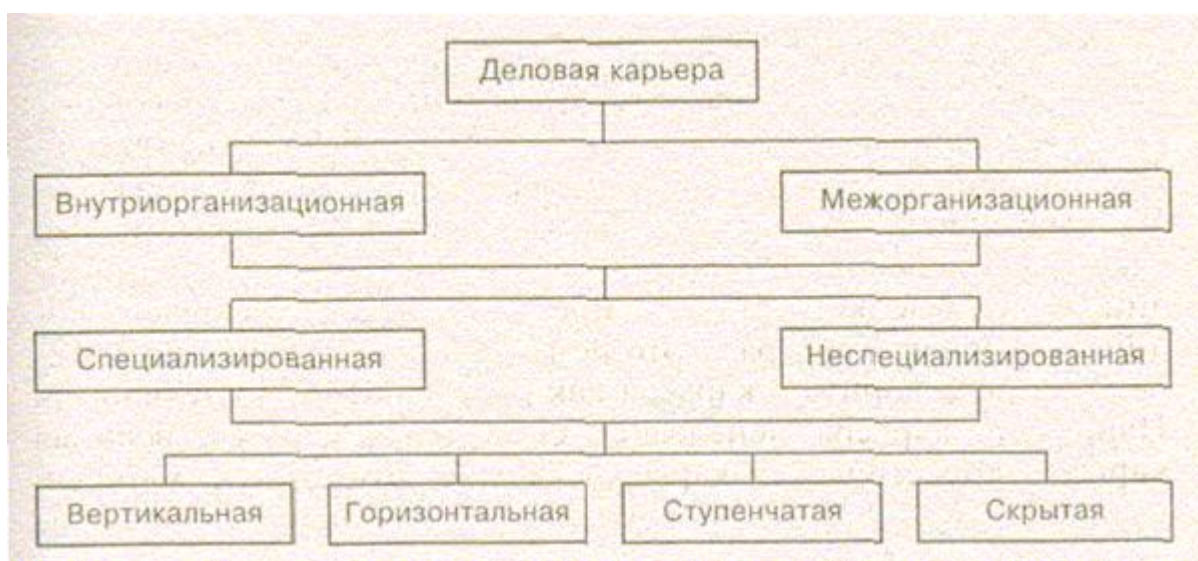 Деловая карьера
Внутриорганизационная
Межорганизационная
Специализированная
Неспециализированная
Вертикальная
Горизонтальная
Ступенчатая
Скрытая